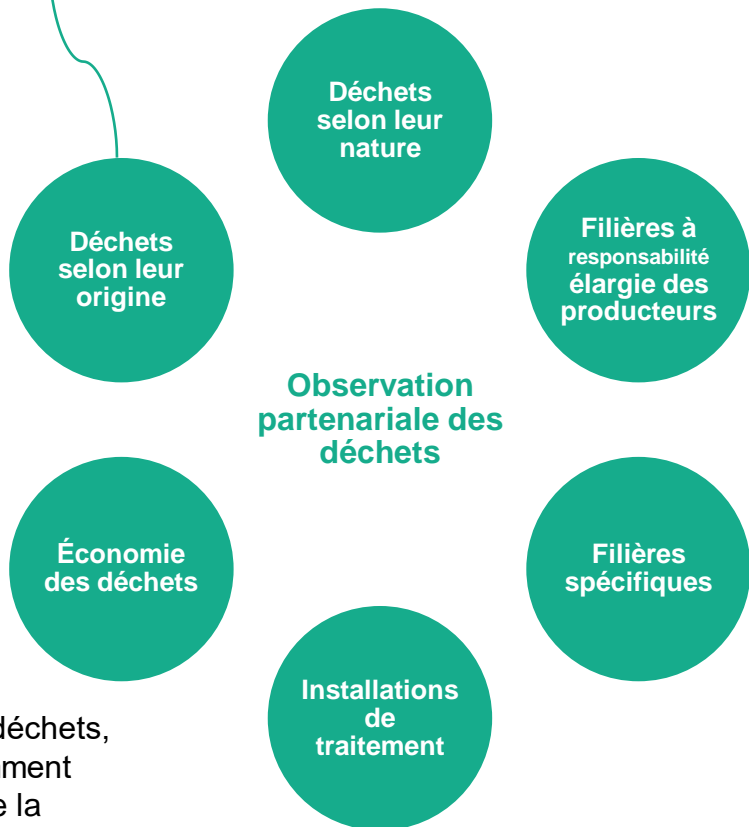 Déchets
selon leur
nature
Déchets
selon leur
origine
Filières à
responsabilité
élargie des
producteurs
Observation
partenariale des
déchets
Économie
des déchets
Filières
spécifiques
Installations
de
traitement
déchets,
e la